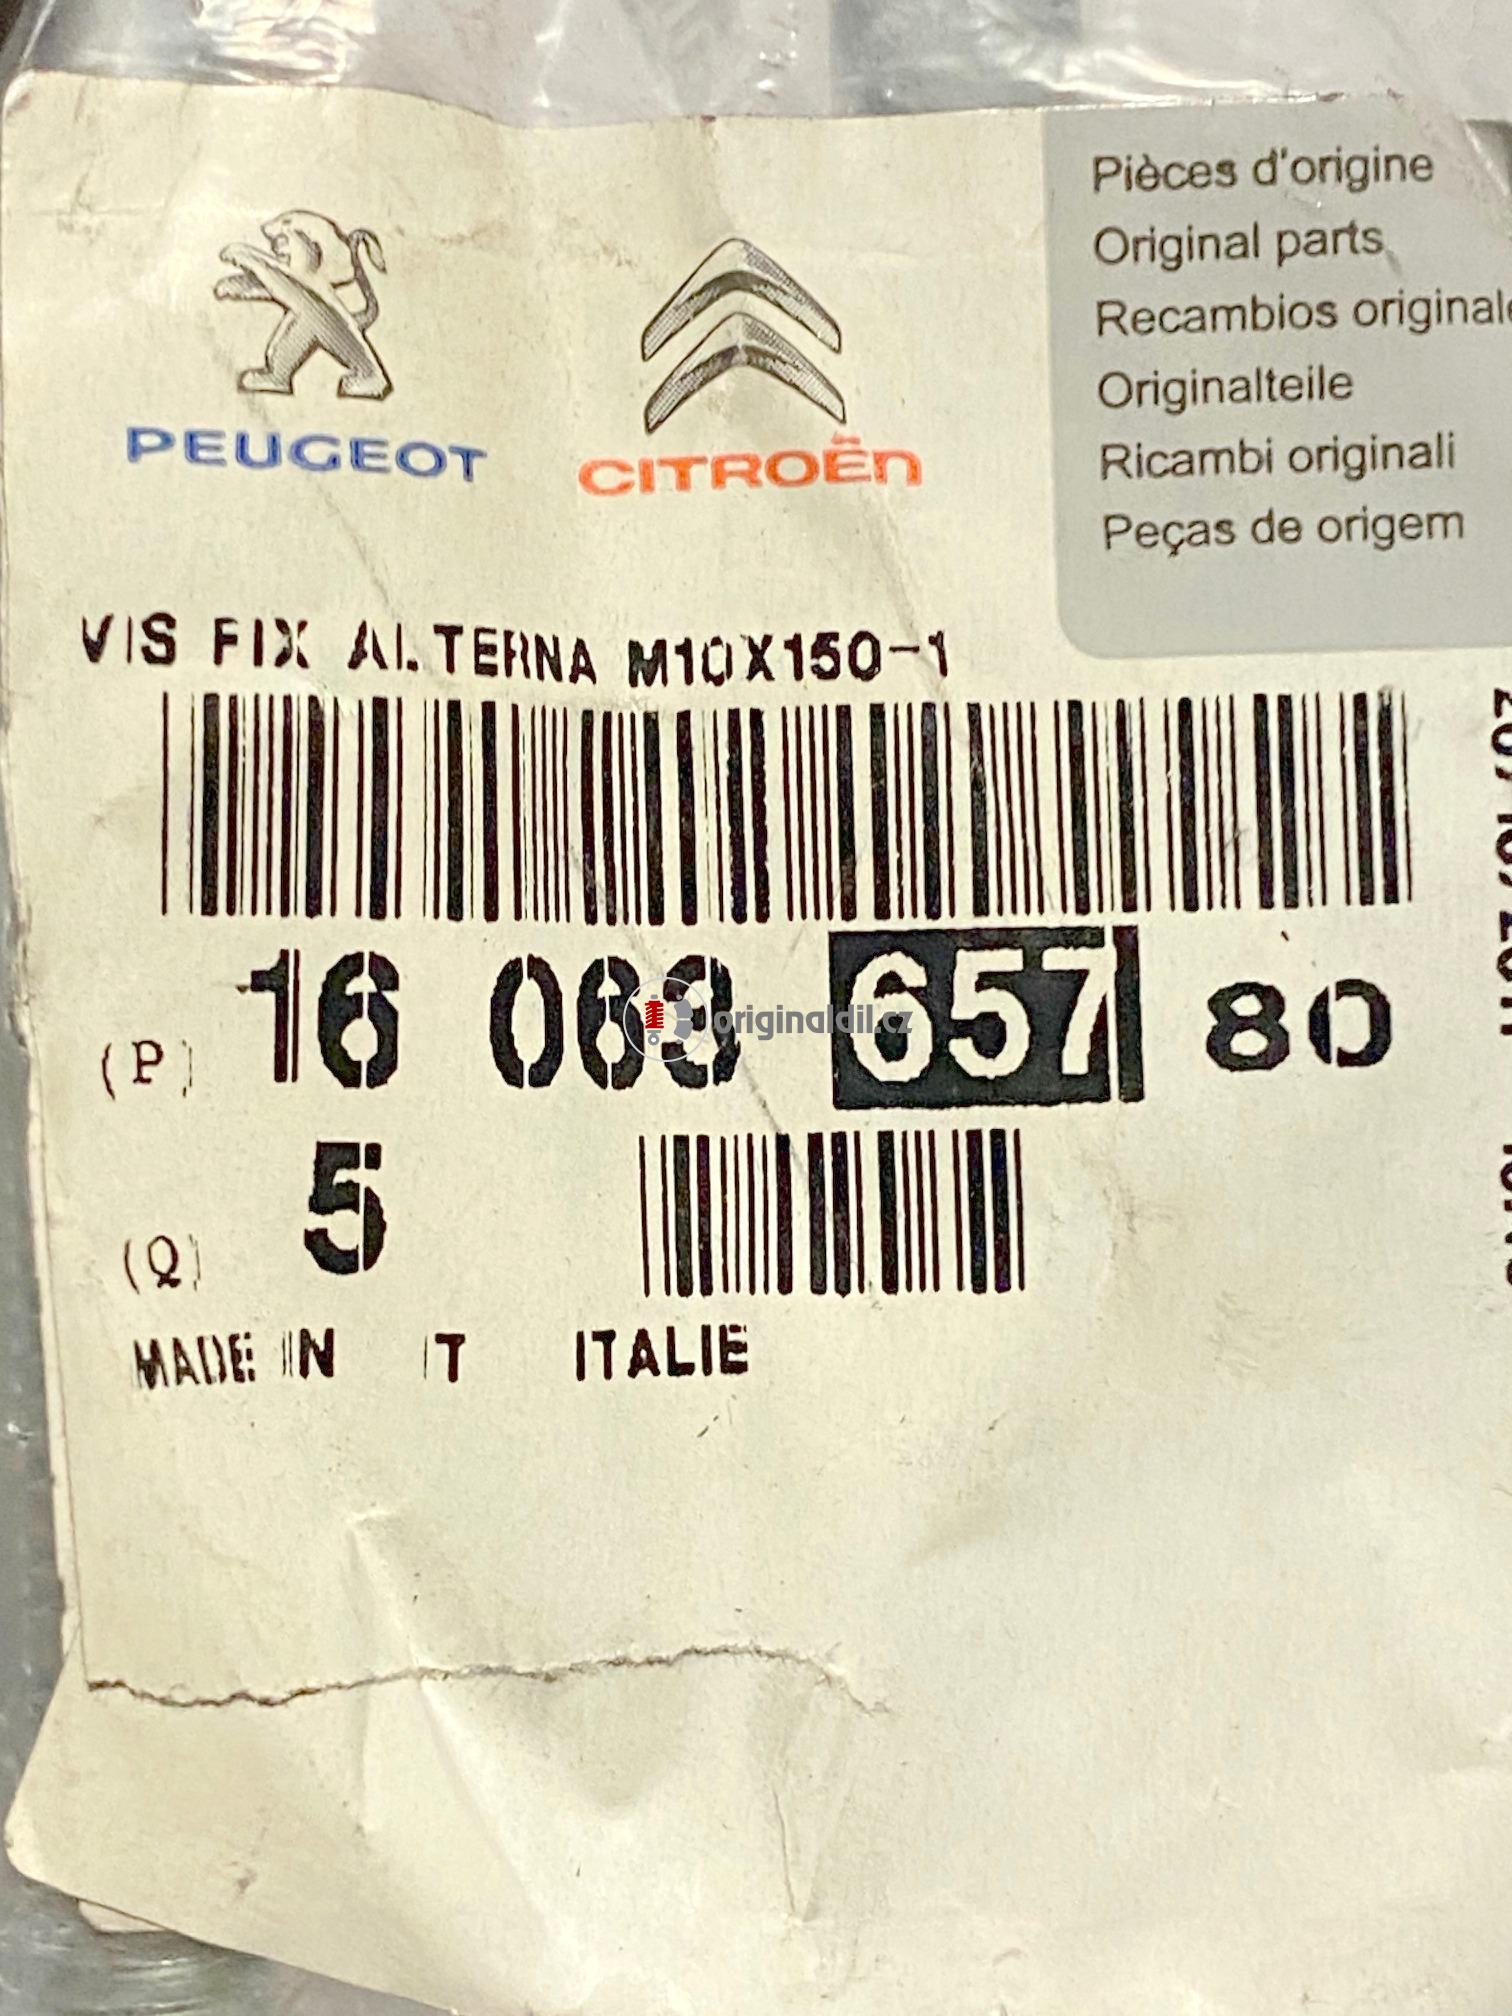 PEUGEOT
CITROËN
Pièces d'origine
Original parts
Recambios originale
Originalteile
Ricambi originali
Peças de origem
VIS FIX ALTERNA M10X150-1
(P) 16 063 657 80
originaldil.cz
(Q) 5
MADE IN IT ITALIE